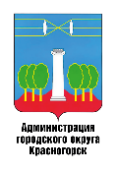 Администрация
городского округа
Красногорск